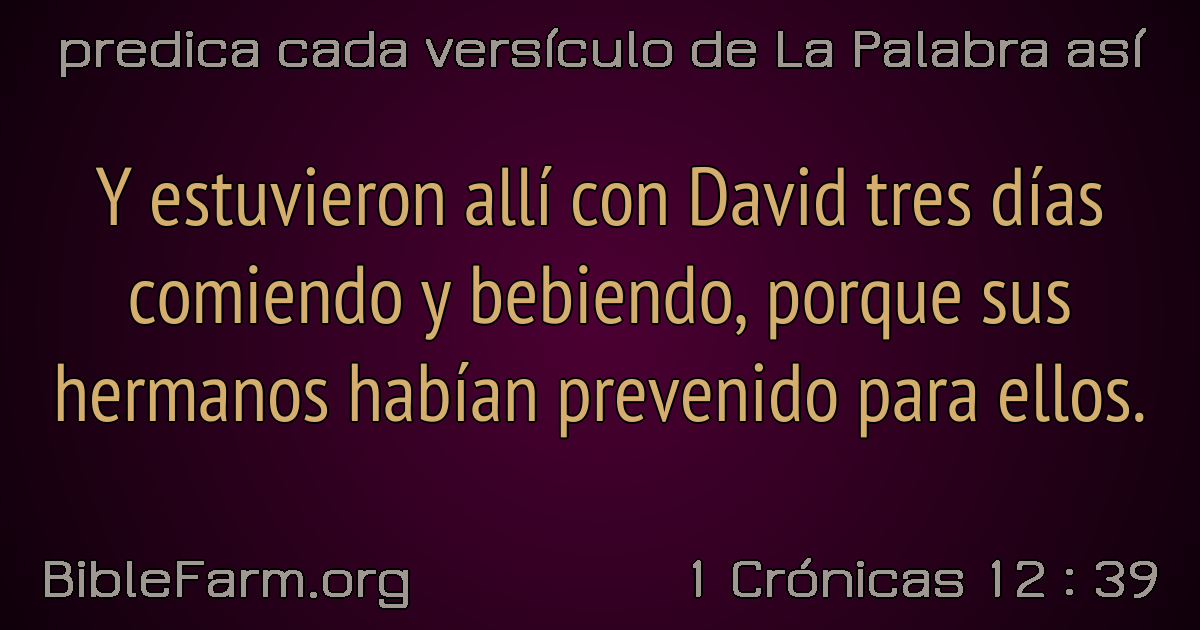 predica cada versículo de La Palabra así
Y estuvieron allí con David tres días
comiendo y bebiendo, porque sus
hermanos habían prevenido para ellos.
BibleFarm.org
1 Crónicas 12 : 39